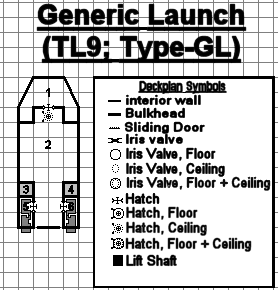 Generic Launch
(TL9; Type-GL)
Deckplan Symbols
interior wall
Bulkhead
Sliding Door
Iris valve
Iris Valve, Floor
Iris Valve, Ceiling
Iris Valve, Floor + Ceiling
Hatch
Hatch, Floor
Hatch, Ceiling
Hatch, Floor + Ceiling
Lift Shaft
1
2
3 4
5 6